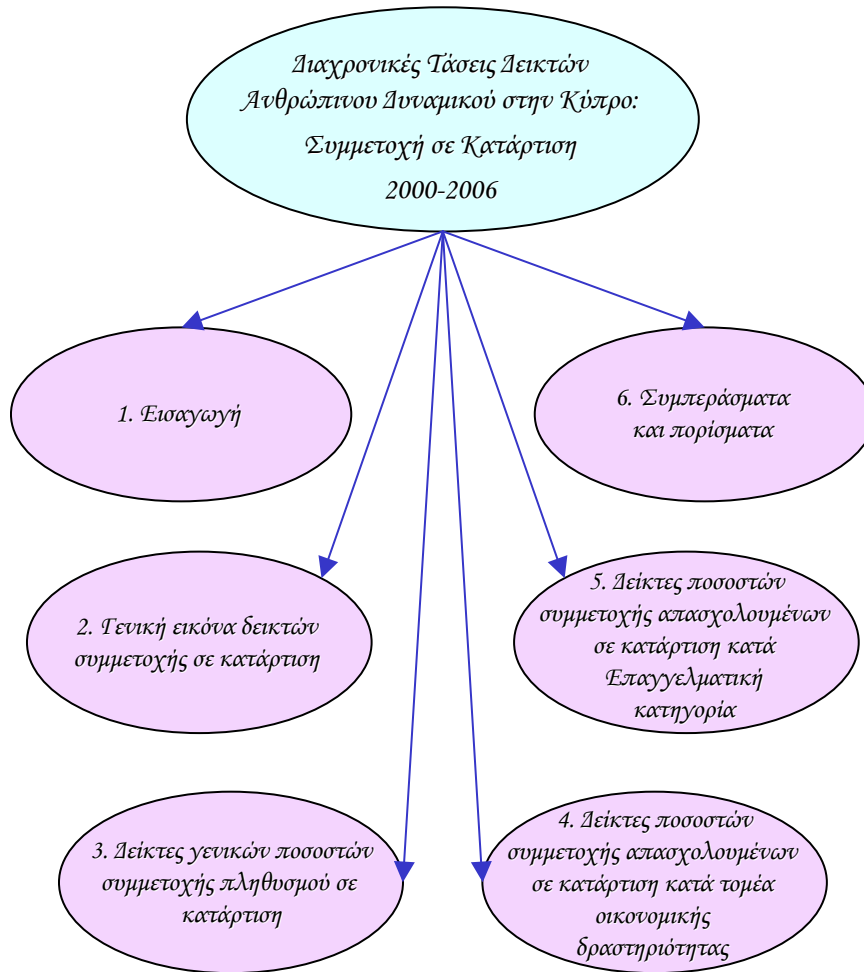 Διαχρονικές Τάσεις Δεικτών
Ανθρώπινου Δυναμικού στην Κύπρο:
Συμμετοχή σε Κατάρτιση
2000-2006
1. Εισαγωγή
2. Γενική εικόνα δεικτών
συμμετοχής σε κατάρτιση
3. Δείκτες γενικών ποσοστών
συμμετοχής πληθυσμού σε
κατάρτιση
4. Δείκτες ποσοστών
συμμετοχής απασχολουμένων
σε κατάρτιση κατά τομέα
οικονομικής
δραστηριότητας
5. Δείκτες ποσοστών
συμμετοχής απασχολουμένων
σε κατάρτιση κατά
Επαγγελματική
κατηγορία
6. Συμπεράσματα
και πορίσματα